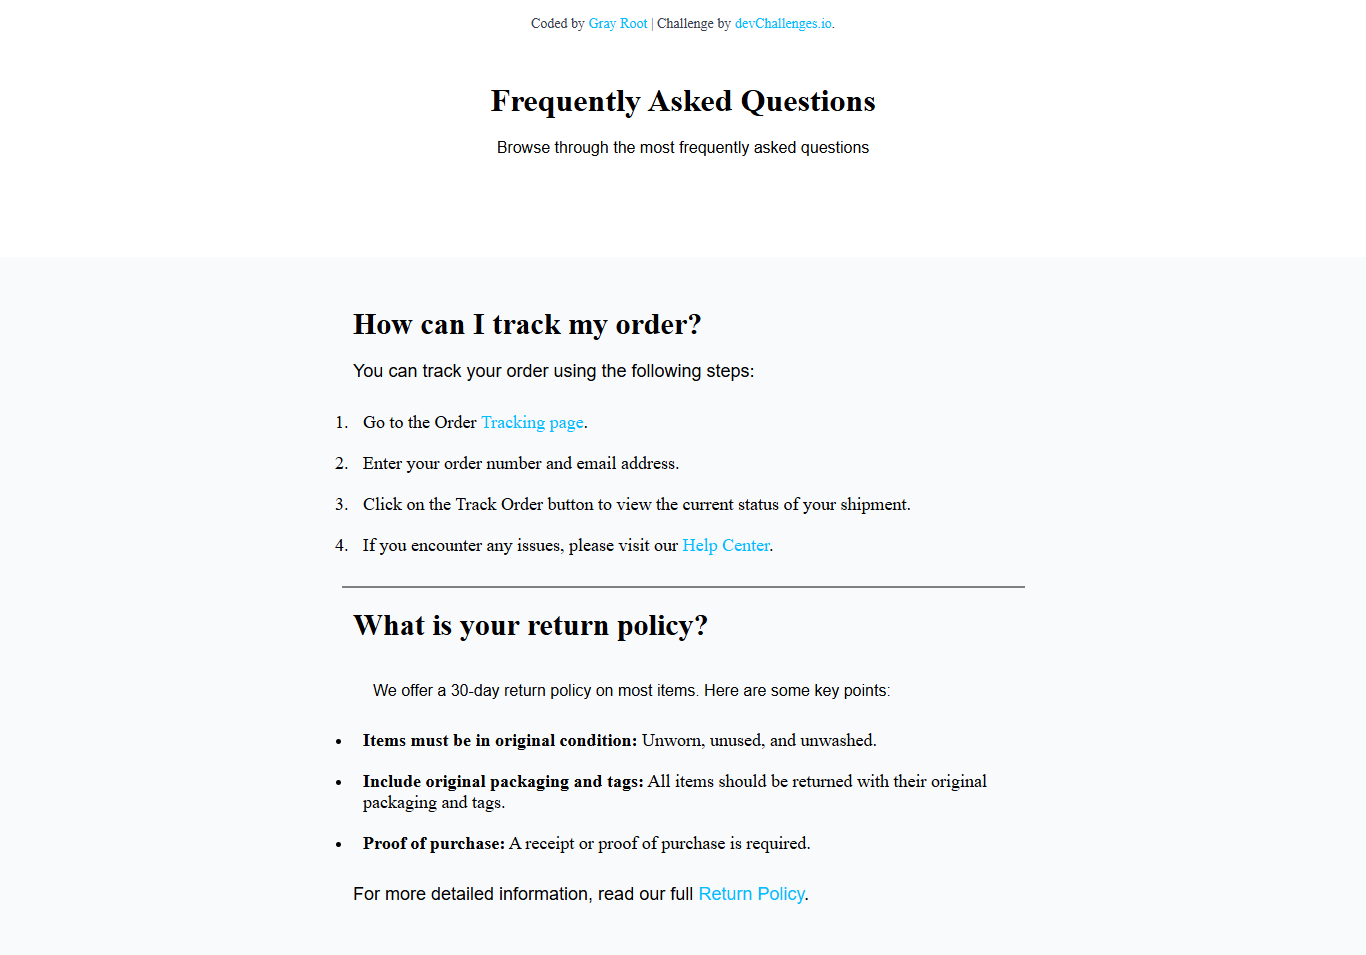 Coded by Gray Root | Challenge by devChallenges.io.
Frequently Asked Questions
Browse through the most frequently asked questions
How can I track my order?
You can track your order using the following steps:
1. Go to the Order Tracking page.
2. Enter your order number and email address.
3. Click on the Track Order button to view the current status of your shipment.
4. If you encounter any issues, please visit our Help Center.
What is your return policy?
We offer a 30-day return policy on most items. Here are some key points:
• Items must be in original condition: Unworn, unused, and unwashed.
• Include original packaging and tags: All items should be returned with their original
packaging and tags.
• Proof of purchase: A receipt or proof of purchase is required.
For more detailed information, read our full Return Policy.